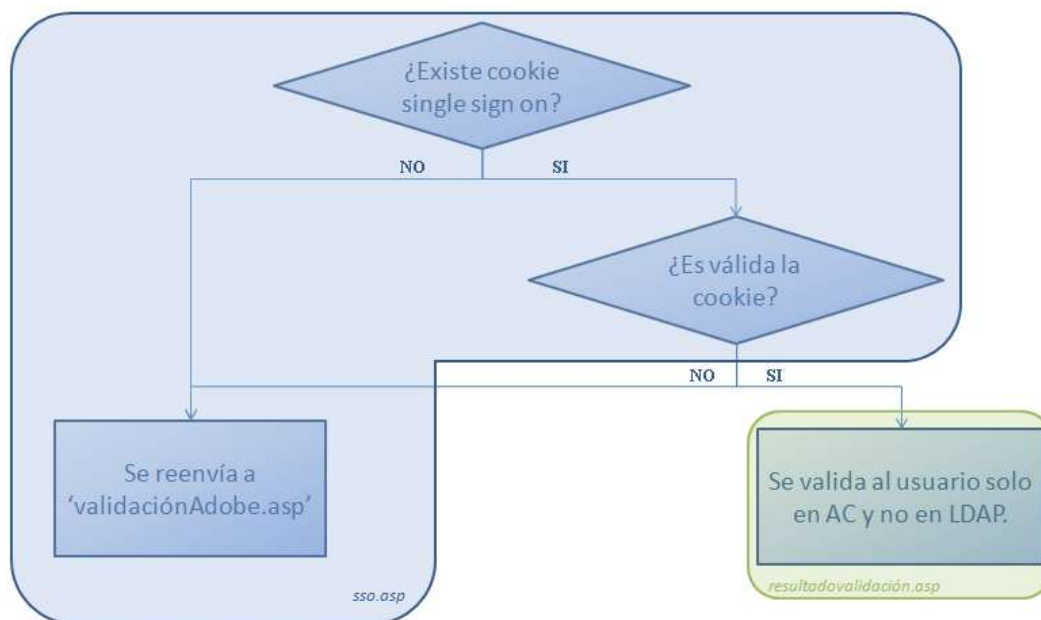 ¿Existe cookie
single sign on?
NO
SI
¿Es válida la
cookie?
NO
SI
Se reenvía a
‘validaciónAdobe.asp’
Se valida al usuario solo
en AC y no en LDAP.
sso.asp
resultadovalidación.asp